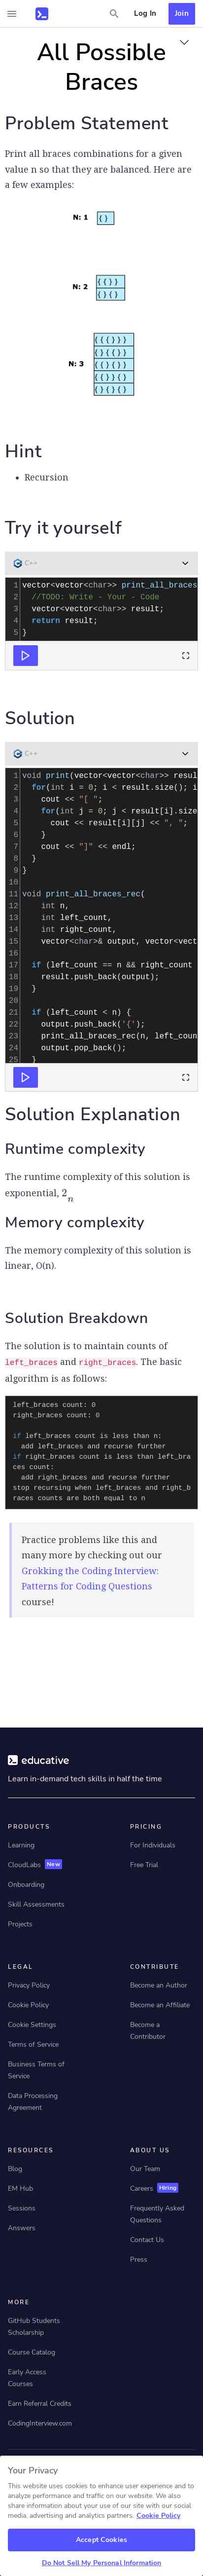 Log In
Join
All Possible
Braces
Problem Statement
Print all braces combinations for a given
value n so that they are balanced. Here are
a few examples:
N: 1
{ }
N: 2
{ { } }
{ } { }
N: 3
{ { { } } }
{ } { { } }
{ { } { } }
{ { } } { }
{ } { } { }
Hint
• Recursion
Try it yourself
C++
vector<vector<char>> print_all_braces
2 //TODO: Write - Your - Code
3 vector<vector<char>> result;
4 return result;
5 }
Solution
C++
1 void print(vector<vector<char>> resul
2 for(int i = 0; i < result.size(); i
3 cout << "[ ";
4 for(int j = 0; j < result[i].size
5 cout << result[i][j] << ", ";
6 }
7 cout << "]" << endl;
8 }
9 }
10
11 void print_all_braces_rec(
12 int n,
13 int left_count,
14 int right_count,
15 vector<char>& output, vector<vect
16
17 if (left_count == n && right_count
18 result.push_back(output);
19 }
20
21 if (left_count < n) {
22 output.push_back('{');
23 print_all_braces_rec(n, left_coun
24 output.pop_back();
25 }
Solution Explanation
Runtime complexity
The runtime complexity of this solution is
exponential, 2n
Memory complexity
The memory complexity of this solution is
linear, O(n).
Solution Breakdown
The solution is to maintain counts of
left_braces and right_braces. The basic
algorithm is as follows:
left_braces count: 0
right_braces count: 0
if left_braces count is less than n:
add left_braces and recurse further
if right_braces count is less than left_bra
ces count:
add right_braces and recurse further
stop recursing when left_braces and right_b
races counts are both equal to n
Practice problems like this and
many more by checking out our
Grokking the Coding Interview:
Patterns for Coding Questions
course!
educative
Learn in-demand tech skills in half the time
PRODUCTS
Learning
CloudLabs New
Onboarding
Skill Assessments
Projects
PRICING
For Individuals
Free Trial
LEGAL
Privacy Policy
Cookie Policy
Cookie Settings
Terms of Service
Business Terms of
Service
Data Processing
Agreement
CONTRIBUTE
Become an Author
Become an Affiliate
Become a
Contributor
RESOURCES
Blog
EM Hub
Sessions
Answers
ABOUT US
Our Team
Careers Hiring
Frequently Asked
Questions
Contact Us
Press
MORE
GitHub Students
Scholarship
Course Catalog
Early Access
Courses
Earn Referral Credits
CodingInterview.com
Your Privacy
This website uses cookies to enhance user experience and to
analyze performance and traffic on our website. We also
share information about your use of our site with our social
media, advertising and analytics partners. Cookie Policy
Accept Cookies
Do Not Sell My Personal Information